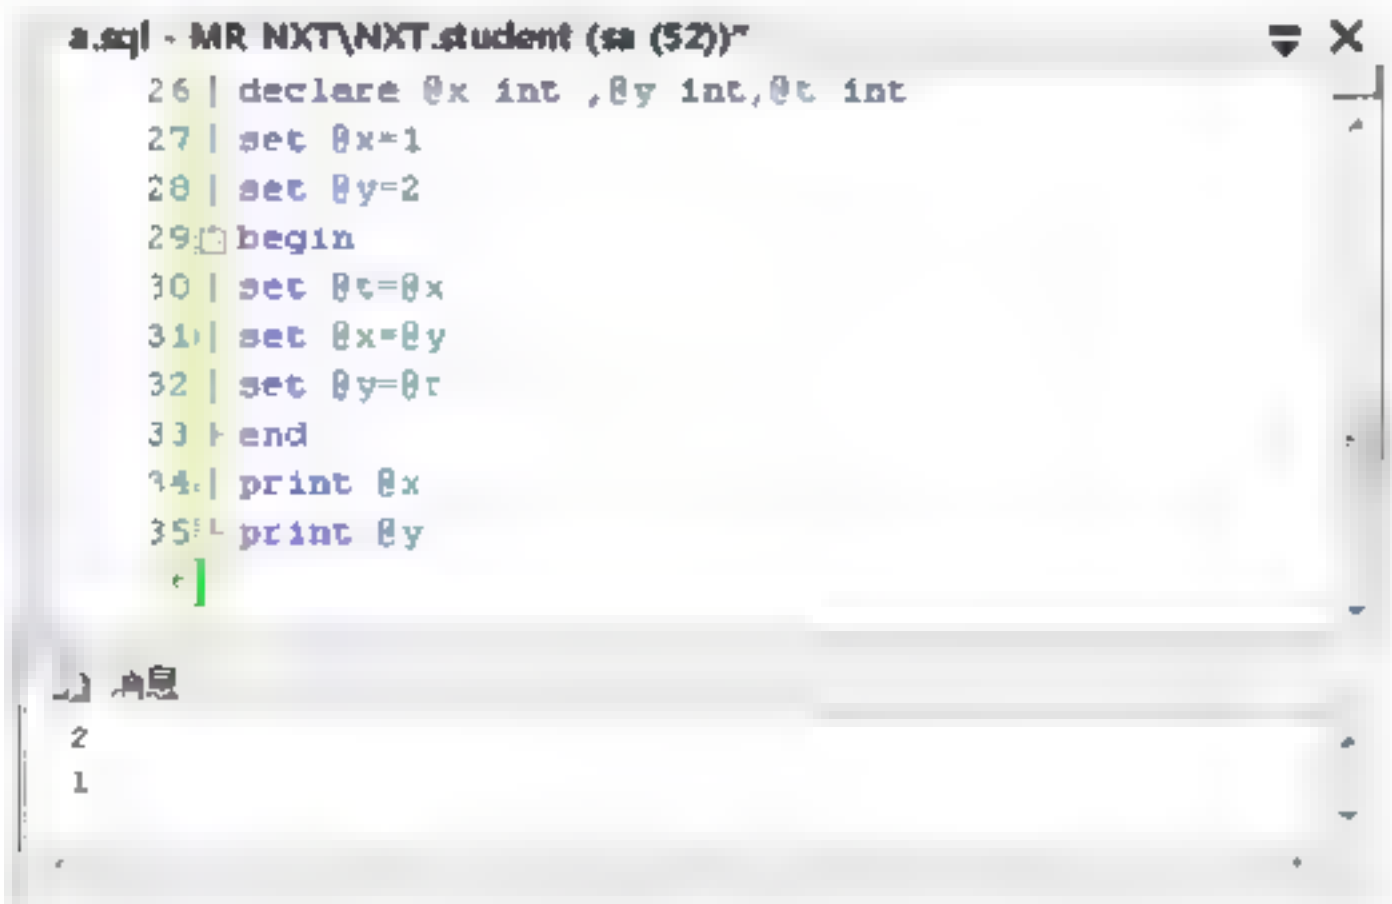 a.sql - MR NXT\NXT.student (sa (52))*
26 declare @x int ,@y int,@t int
27 set @x=1
28 set @y=2
29 begin
30 set @t=@x
31 set @x=@y
32 set @y=@t
33 end
34 print @x
35 print @y
消息
2
1